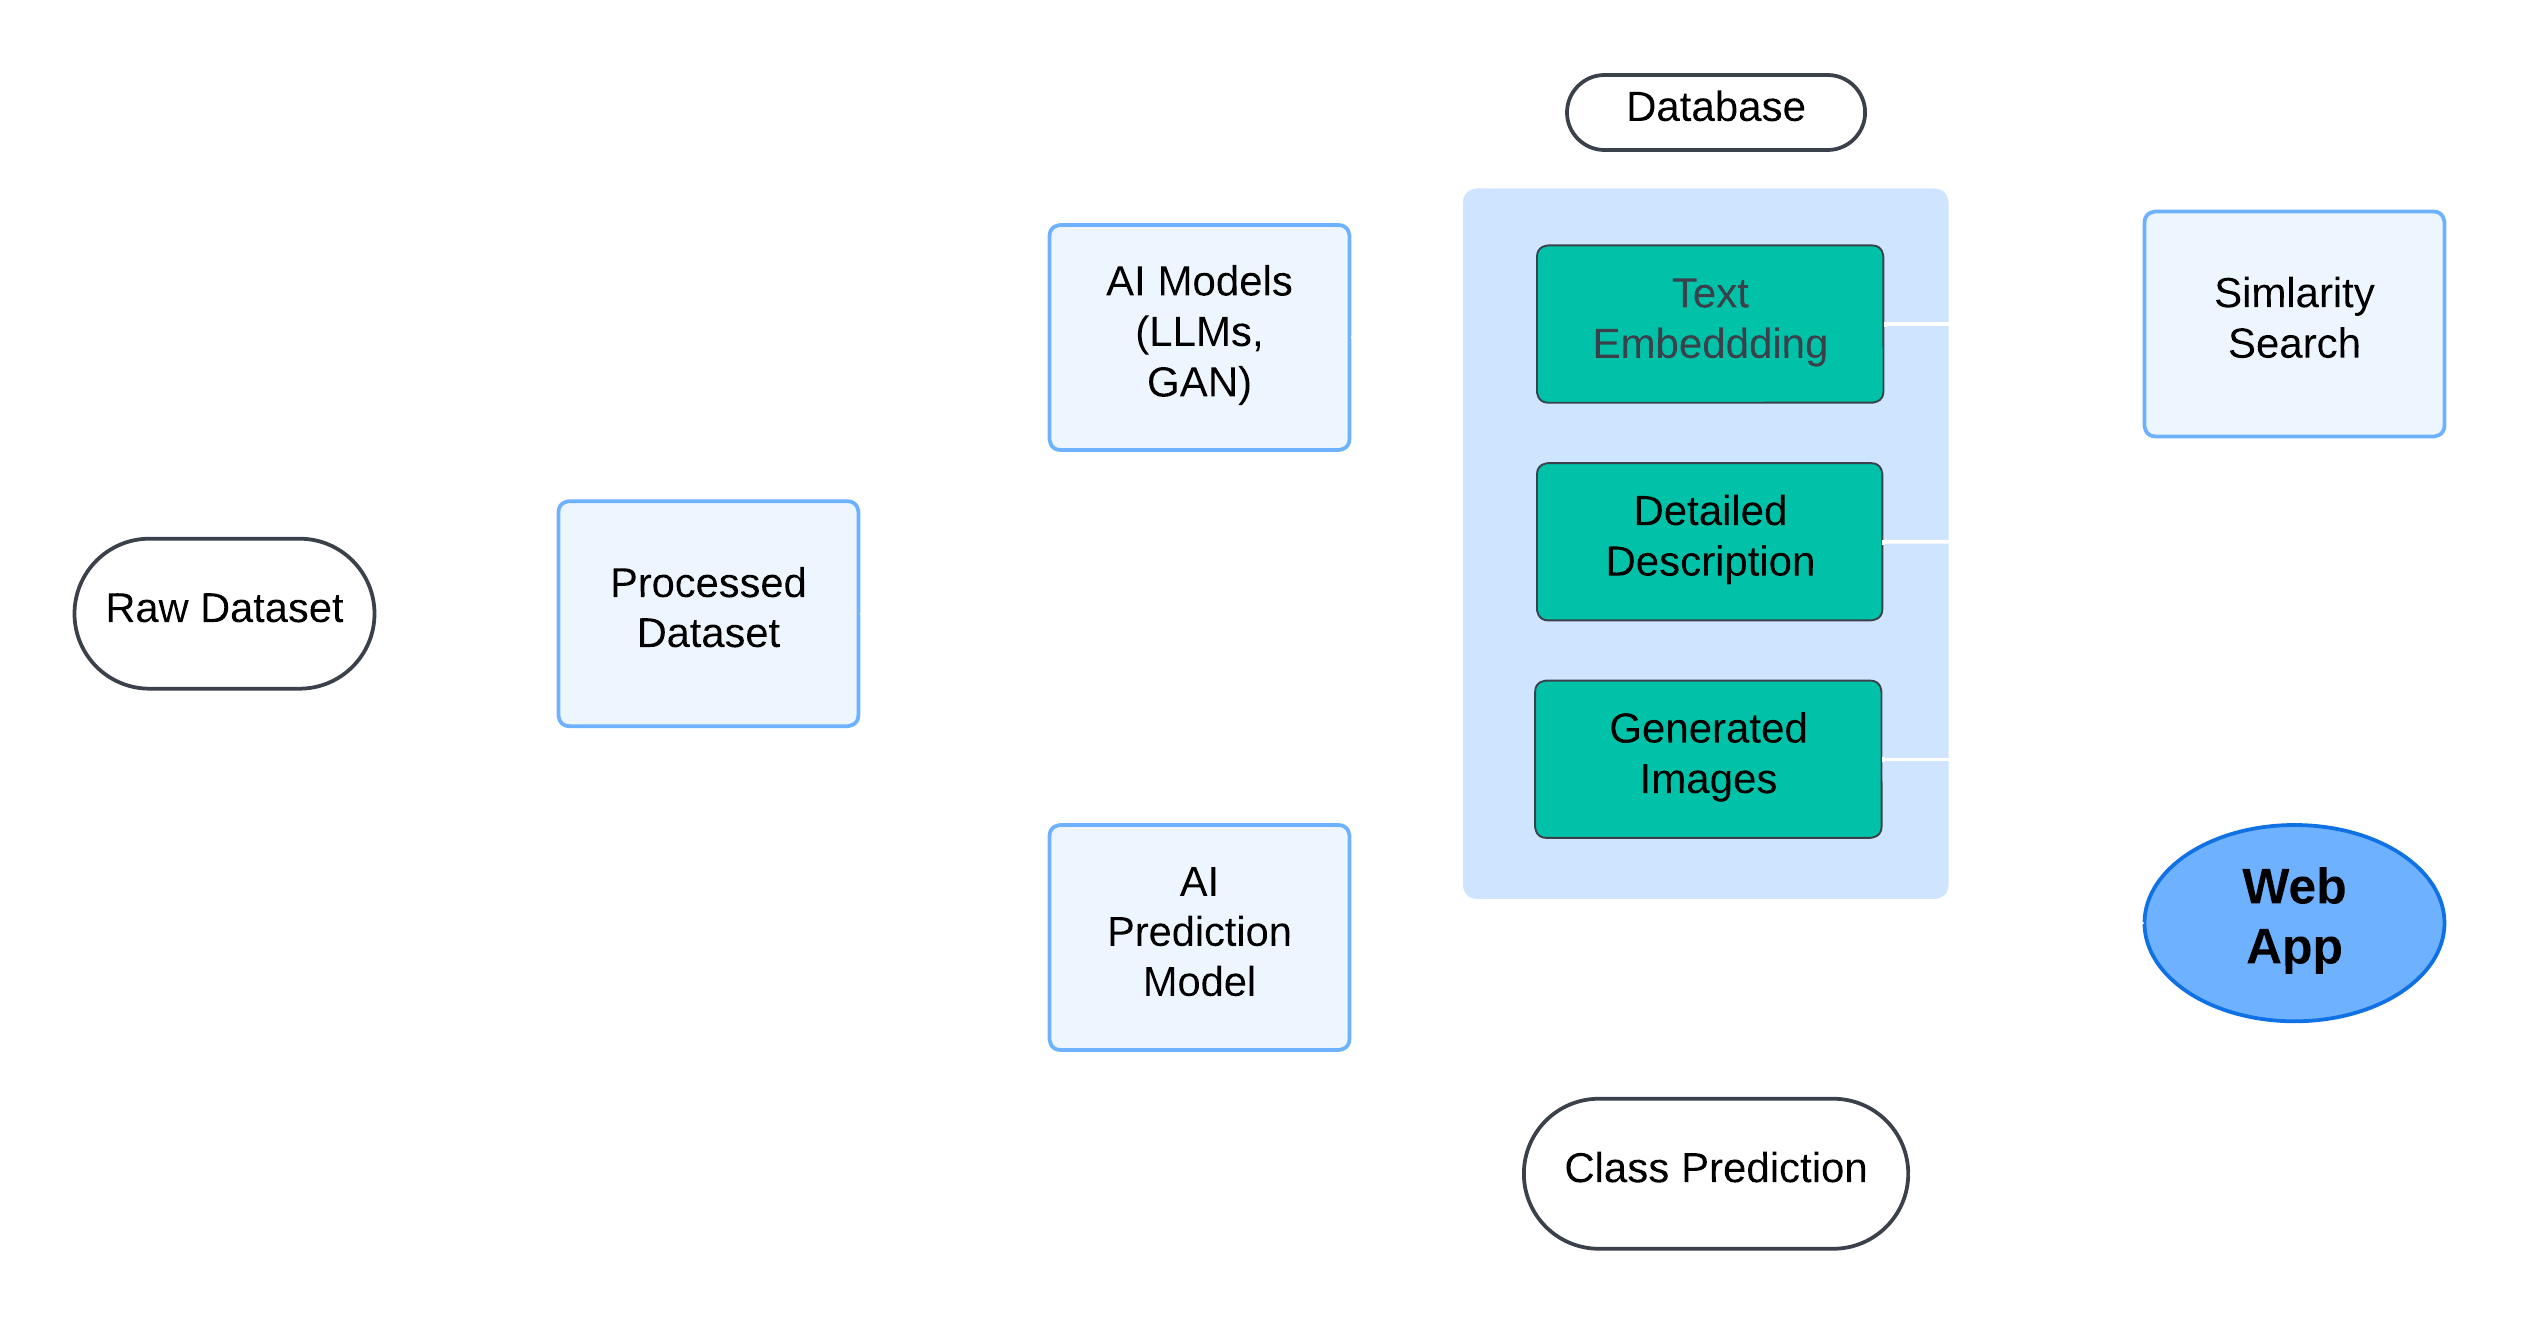 Database
AI Models
(LLMs,
GAN)
Text
Embeddding
Simlarity
Search
Detailed
Description
Raw Dataset
Processed
Dataset
Generated
Images
AI
Prediction
Model
Web
App
Class Prediction